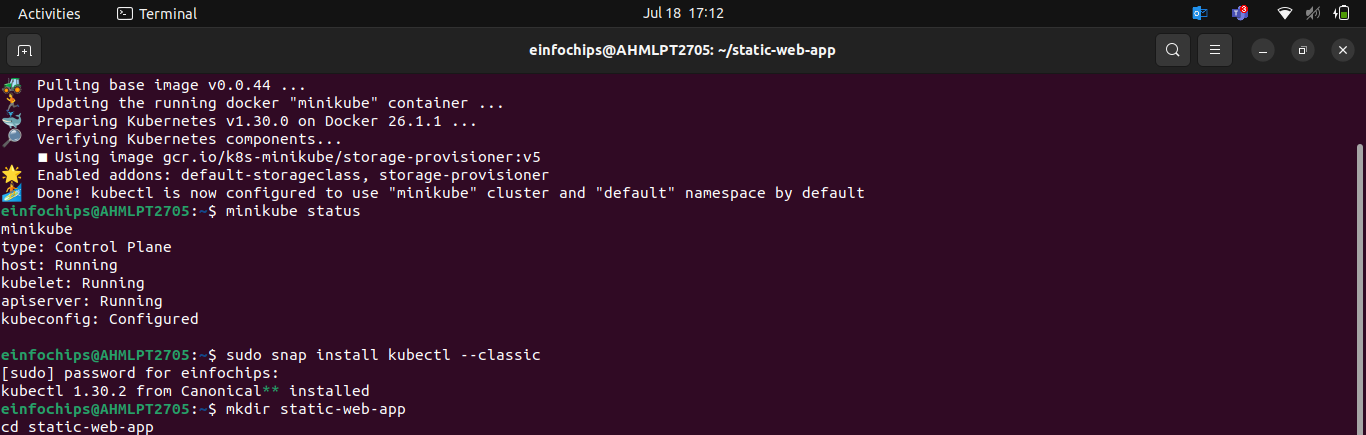 Activities Terminal Jul 18 17:12 3
einfochips@AHMLPT2705: ~/static-web-app
Pulling base image v0.0.44 ...
Updating the running docker "minikube" container ...
Preparing Kubernetes v1.30.0 on Docker 26.1.1 ...
Verifying Kubernetes components...
■ Using image gcr.io/k8s-minikube/storage-provisioner:v5
Enabled addons: default-storageclass, storage-provisioner
Done! kubectl is now configured to use "minikube" cluster and "default" namespace by default
einfochips@AHMLPT2705:~$ minikube status
minikube
type: Control Plane
host: Running
kubelet: Running
apiserver: Running
kubeconfig: Configured
einfochips@AHMLPT2705:~$ sudo snap install kubectl --classic
[sudo] password for einfochips:
kubectl 1.30.2 from Canonical** installed
einfochips@AHMLPT2705:~$ mkdir static-web-app
cd static-web-app